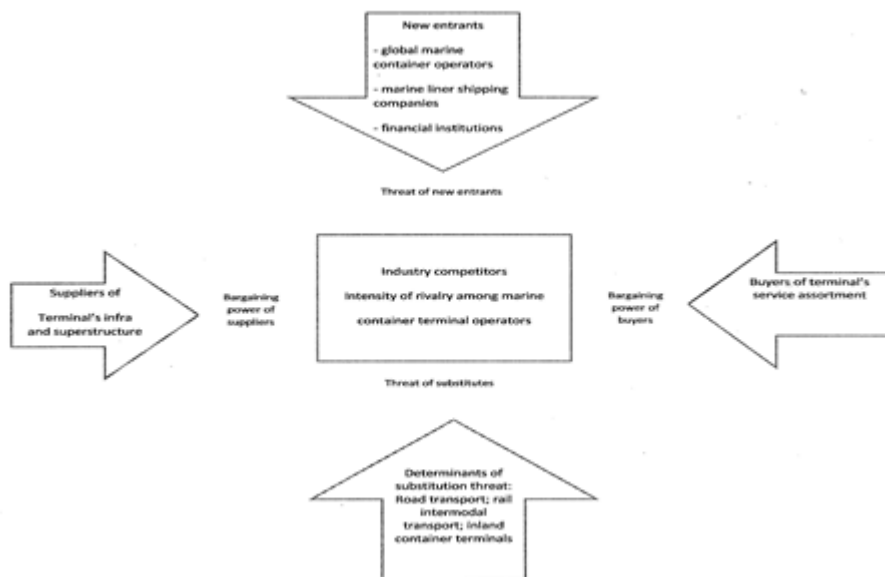 New entrants
- global marine
container operators
- marine liner shipping
companies
- financial institutions
Threat of new entrants
Suppliers of
Terminal's infra
and superstructure
Bargaining
power of
suppliers
Industry competitors
Intensity of rivalry among marine
container terminal operators
Bargaining
power of
buyers
Buyers of terminal's
service assortment
Threat of substitutes
Determinants of
substitution threat:
Road transport; rail
intermodal
transport; inland
container terminals